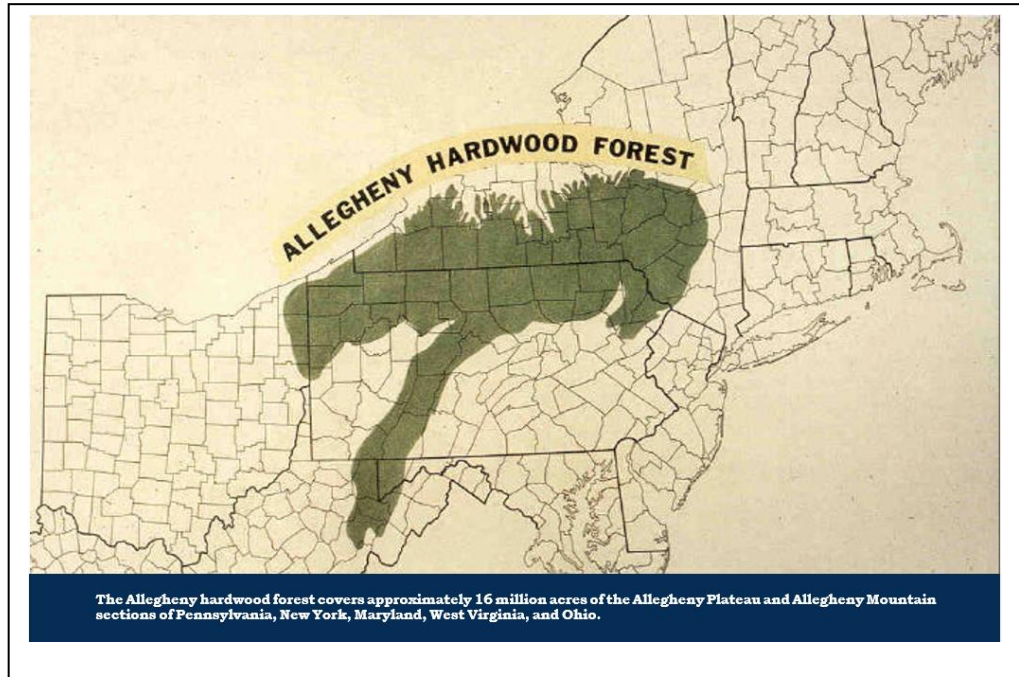 ALLEGHENY HARDWOOD FOREST
The Allegheny hardwood forest covers approximately 16 million acres of the Allegheny Plateau and Allegheny Mountain
sections of Pennsylvania, New York, Maryland, West Virginia, and Ohio.